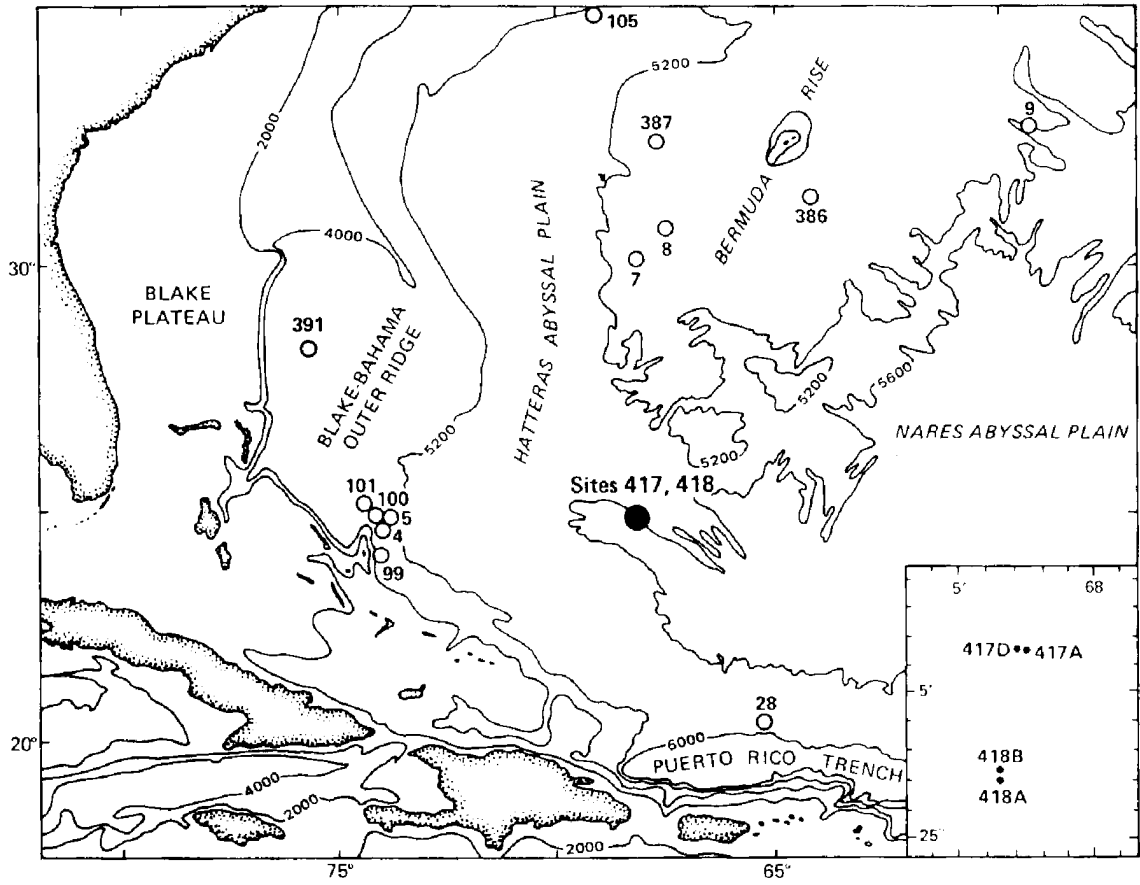 105
5200
2000
387
BERMUDA RISE
9
386
8
4000
30°
7
BLAKE
PLATEAU
391
BLAKE-BAHAMA
OUTER RIDGE
HATTERAS ABYSSAL PLAIN
5200
5600
5200
NARES ABYSSAL PLAIN
5200
101
100
5
4
99
Sites 417, 418
5'
68
417D
417A
5'
28
20°
6000
PUERTO RICO TRENCH
418B
418A
4000
2000
25
2000
75°
65°